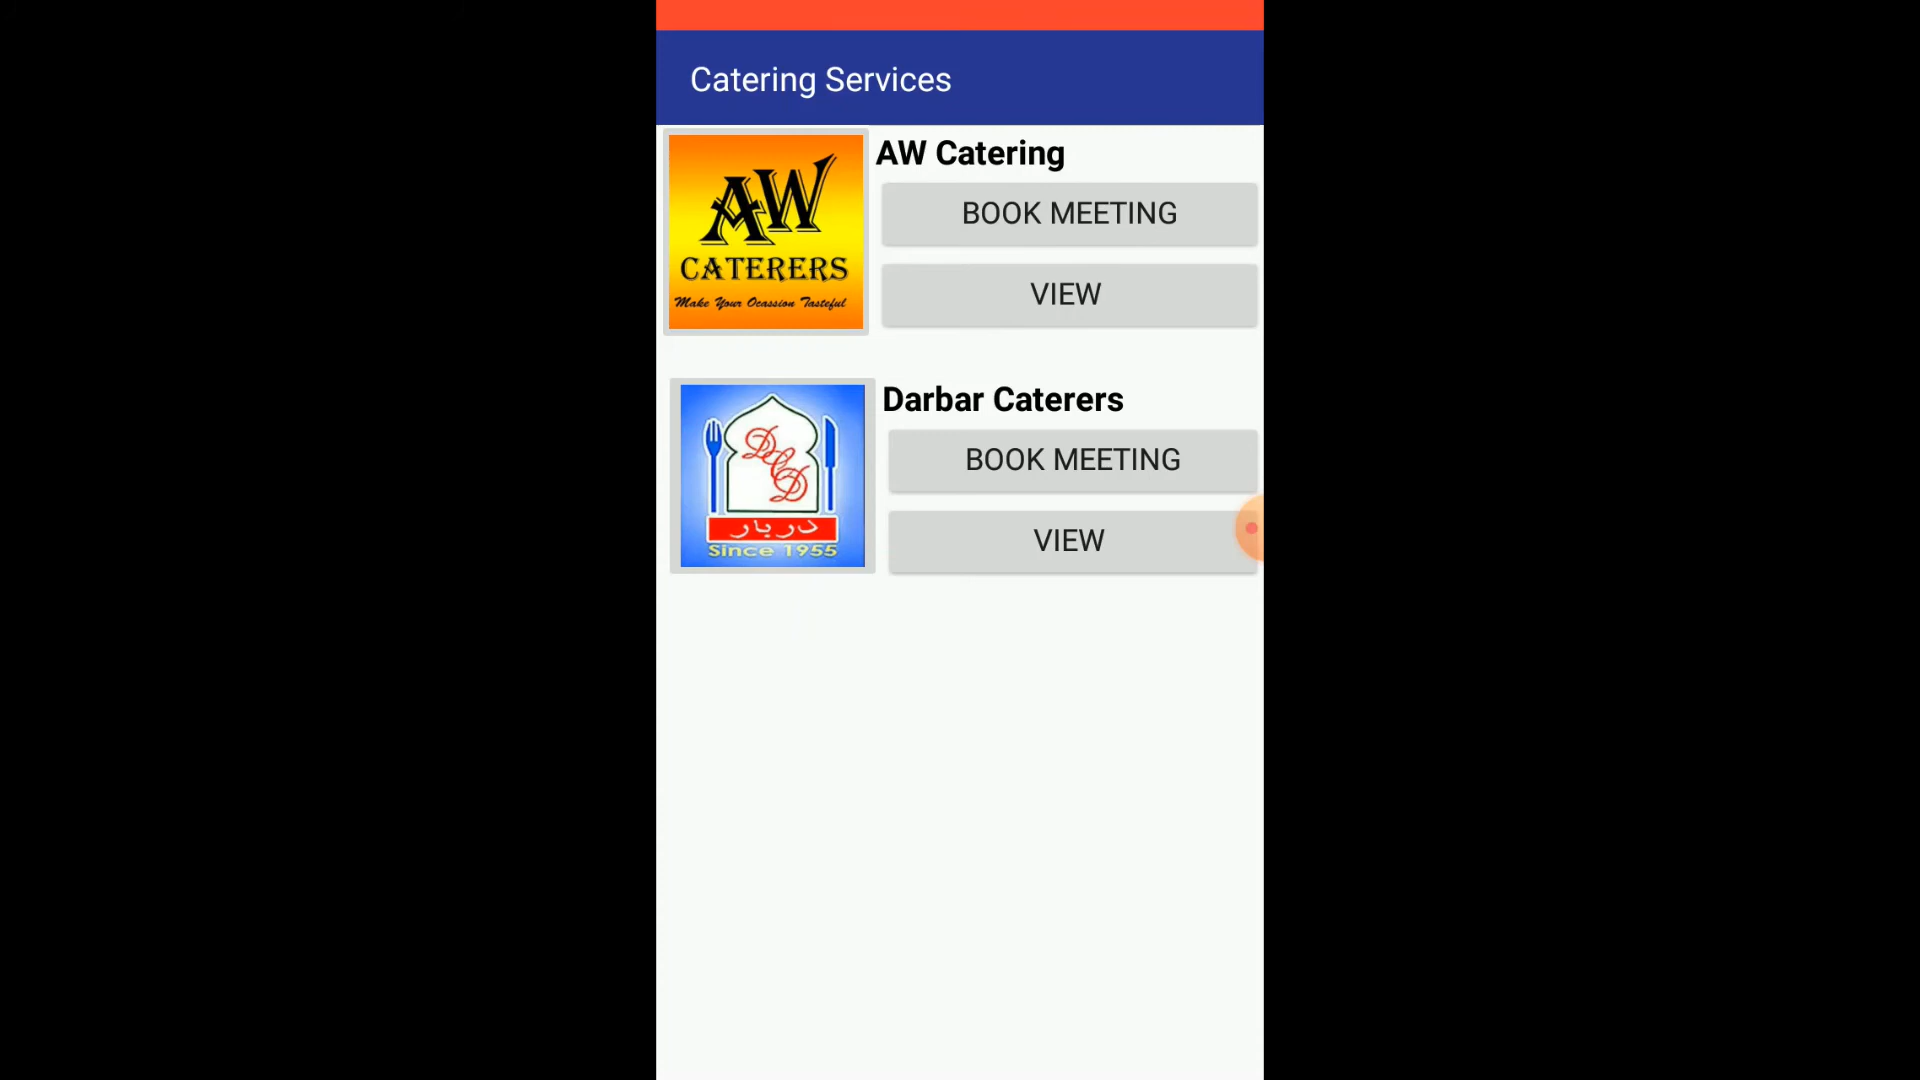 Catering Services
AW
CATERERS
Make Your Ocassion Tasteful
AW Catering
BOOK MEETING
VIEW
DCD
دربار
Since 1955
Darbar Caterers
BOOK MEETING
VIEW